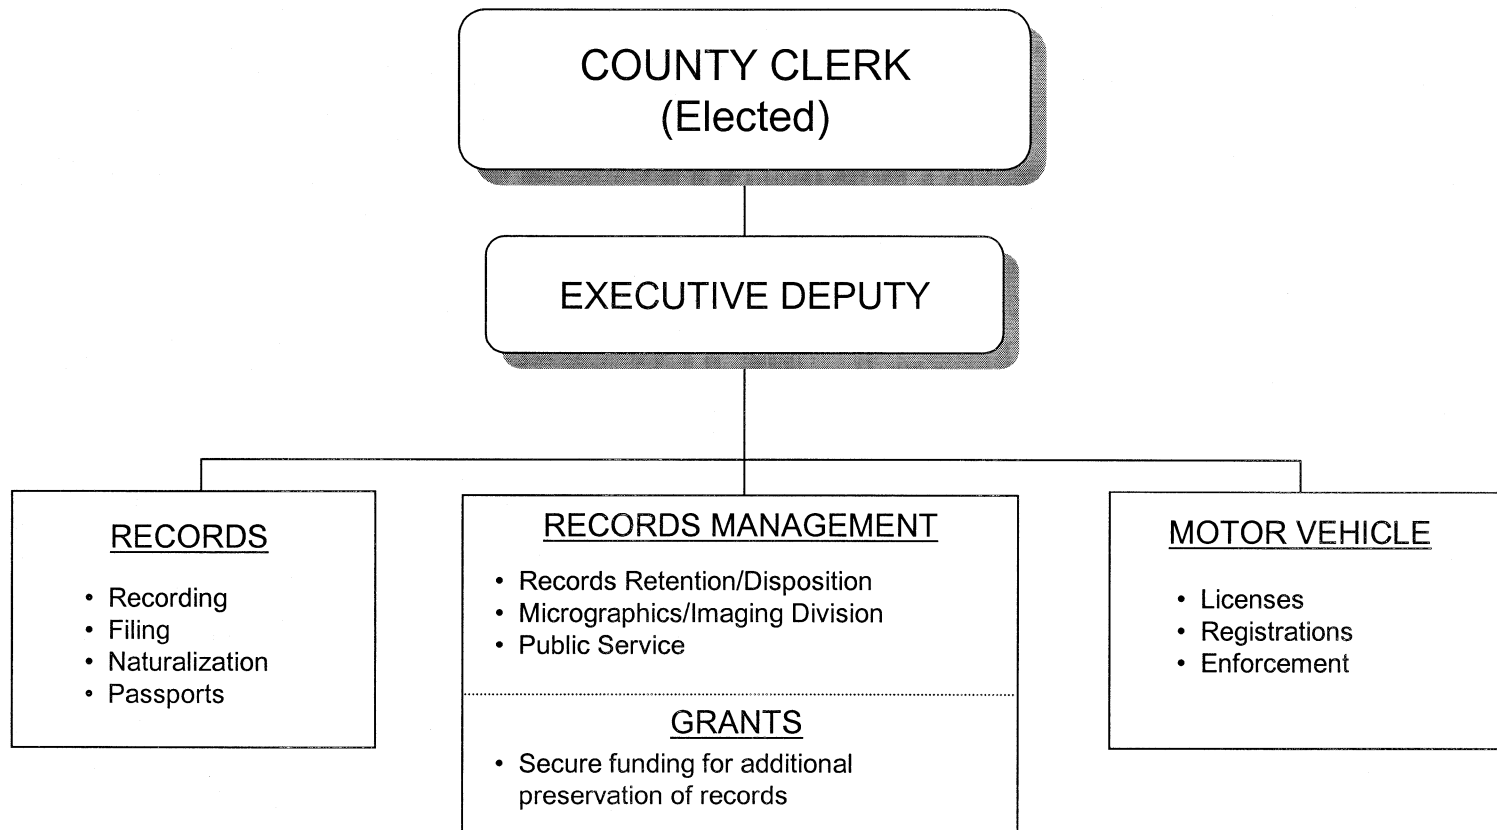 COUNTY CLERK
(Elected)
EXECUTIVE DEPUTY
RECORDS
• Recording
• Filing
• Naturalization
• Passports
RECORDS MANAGEMENT
• Records Retention/Disposition
• Micrographics/Imaging Division
• Public Service
GRANTS
• Secure funding for additional
preservation of records
MOTOR VEHICLE
• Licenses
• Registrations
• Enforcement